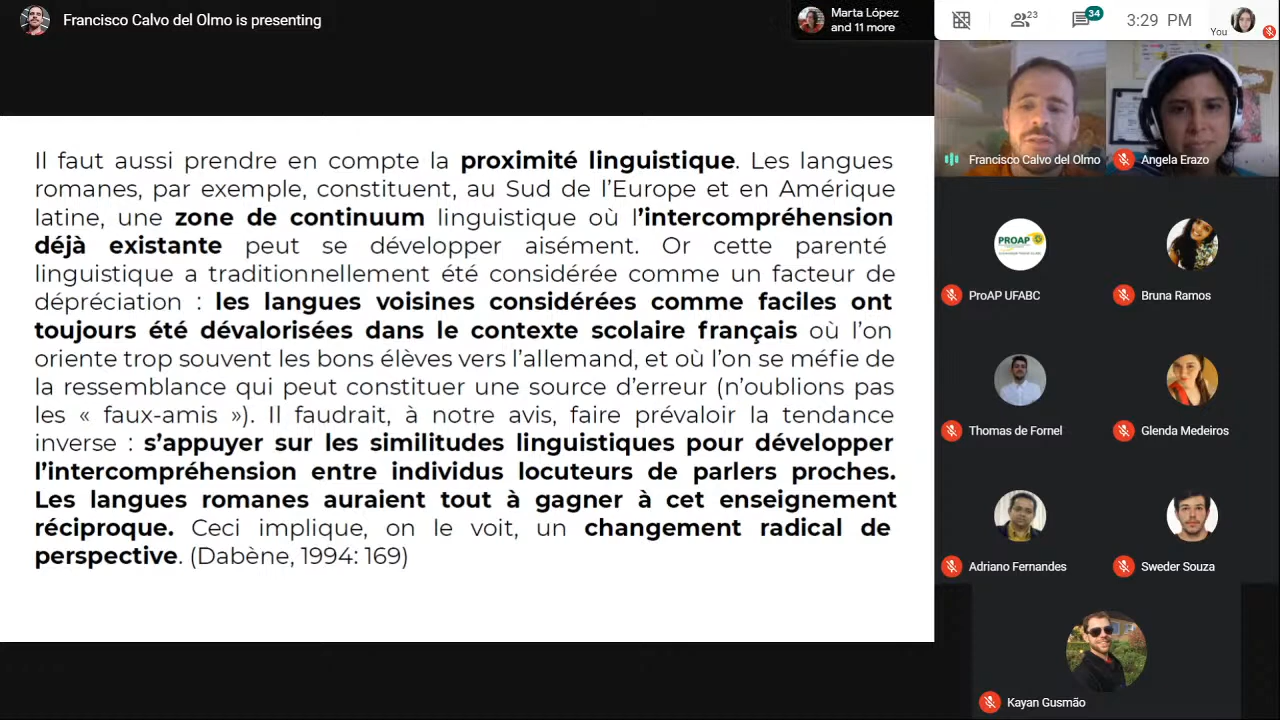 Francisco Calvo del Olmo is presenting
Marta López
and 11 more
23
34
3:29 PM
You
Il faut aussi prendre en compte la proximité linguistique. Les langues
romanes, par exemple, constituent, au Sud de l’Europe et en Amérique
latine, une zone de continuum linguistique où l’intercompréhension
déjà existante peut se développer aisément. Or cette parenté
linguistique a traditionnellement été considérée comme un facteur de
dépréciation : les langues voisines considérées comme faciles ont
toujours été dévalorisées dans le contexte scolaire français où l’on
oriente trop souvent les bons élèves vers l’allemand, et où l’on se méfie de
la ressemblance qui peut constituer une source d’erreur (n’oublions pas
les « faux-amis »). Il faudrait, à notre avis, faire prévaloir la tendance
inverse : s’appuyer sur les similitudes linguistiques pour développer
l’intercompréhension entre individus locuteurs de parlers proches.
Les langues romanes auraient tout à gagner à cet enseignement
réciproque. Ceci implique, on le voit, un changement radical de
perspective. (Dabène, 1994: 169)
Francisco Calvo del Olmo
Angela Erazo
PROAP
ProAP UFABC
Bruna Ramos
Thomas de Fornel
Glenda Medeiros
Adriano Fernandes
Sweder Souza
Kayan Gusmão